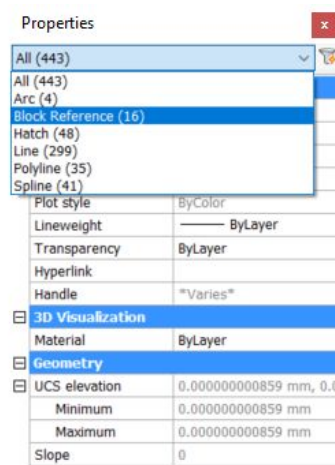 Properties
x
All (443)
All (443)
Arc (4)
Block Reference (16)
Hatch (48)
Line (299)
Polyline (35)
Spline (41)
Plot style ByColor
Lineweight ByLayer
Transparency ByLayer
Hyperlink
Handle *Varies*
3D Visualization
Material ByLayer
Geometry
UCS elevation 0.000000000859 mm, 0.0
Minimum 0.000000000859 mm
Maximum 0.000000000859 mm
Slope 0